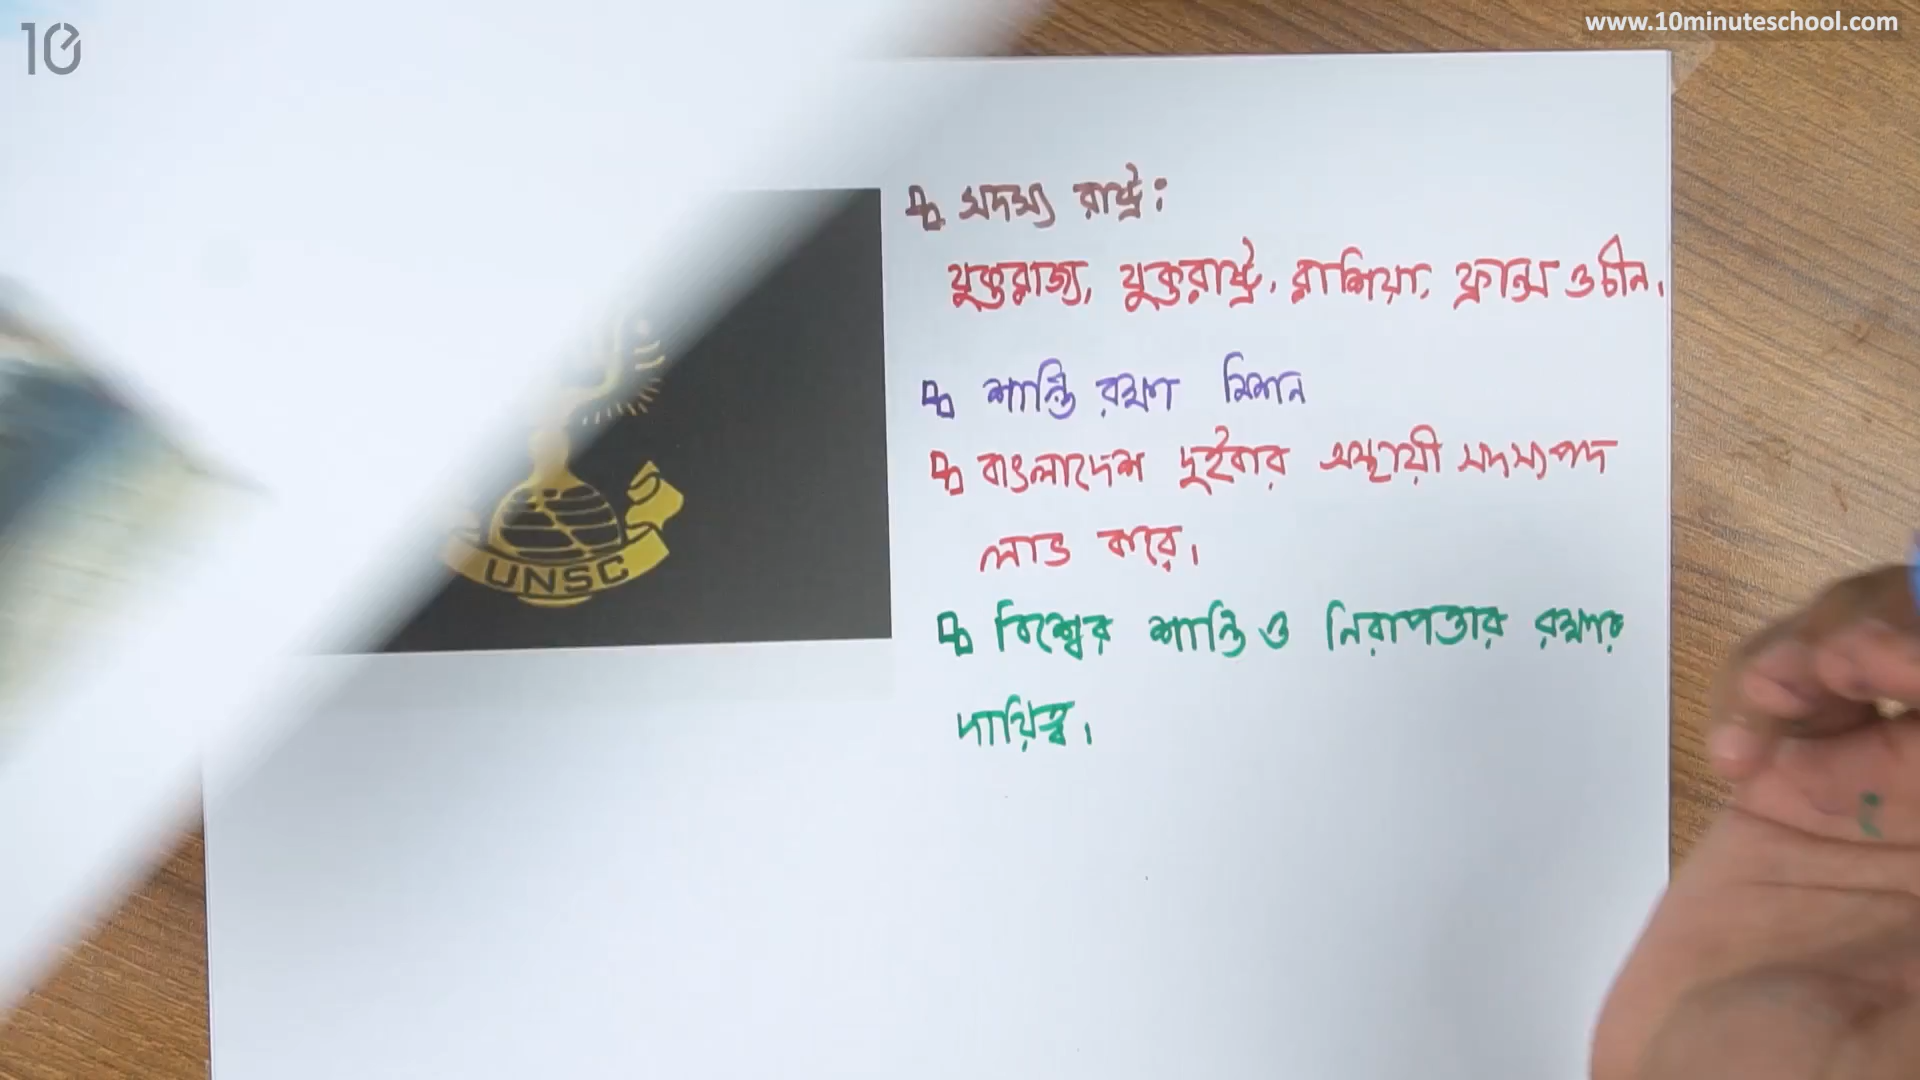 10
www.10minuteschool.com
সদস্য রাষ্ট্র:
যুক্তরাজ্য, যুক্তরাষ্ট্র, রাশিয়া, ফ্রান্স ও চীন।
শান্তি রক্ষা মিশন
বাংলাদেশ দুইবার অস্থায়ী সদস্যপদ
লাভ করে।
বিশ্বের শান্তি ও নিরাপত্তার রক্ষার
দায়িত্ব।
UNSC